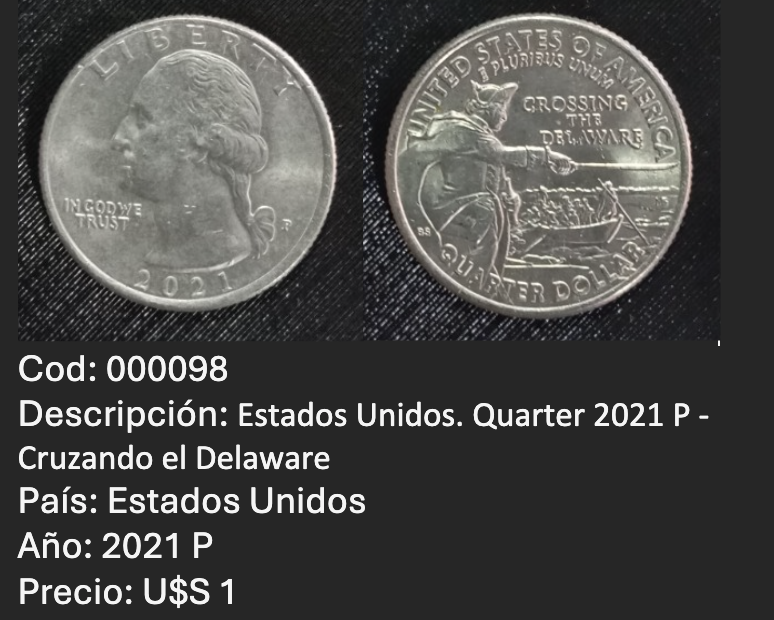 LIBERTY
IN GOD WE
TRUST
P
2021
UNITED STATES OF AMERICA
E PLURIBUS UNUM
CROSSING
THE
DELAWARE
BS
QUARTER DOLLAR
Cod: 000098
Descripción: Estados Unidos. Quarter 2021 P -
Cruzando el Delaware
País: Estados Unidos
Año: 2021 P
Precio: U$S 1